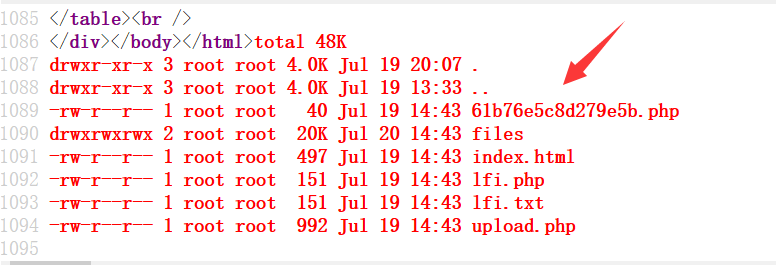 1085 </table><br />
1086 </div></body></html>total 48K
1087 drwxr-xr-x 3 root root 4.0K Jul 19 20:07 .
1088 drwxr-xr-x 3 root root 4.0K Jul 19 13:33 ..
1089 -rw-r--r-- 1 root root   40 Jul 19 14:43 61b76e5c8d279e5b.php
1090 drwxrwxrwx 2 root root  20K Jul 20 14:43 files
1091 -rw-r--r-- 1 root root  497 Jul 19 14:43 index.html
1092 -rw-r--r-- 1 root root  151 Jul 19 14:43 lfi.php
1093 -rw-r--r-- 1 root root  151 Jul 19 14:43 lfi.txt
1094 -rw-r--r-- 1 root root  992 Jul 19 14:43 upload.php
1095